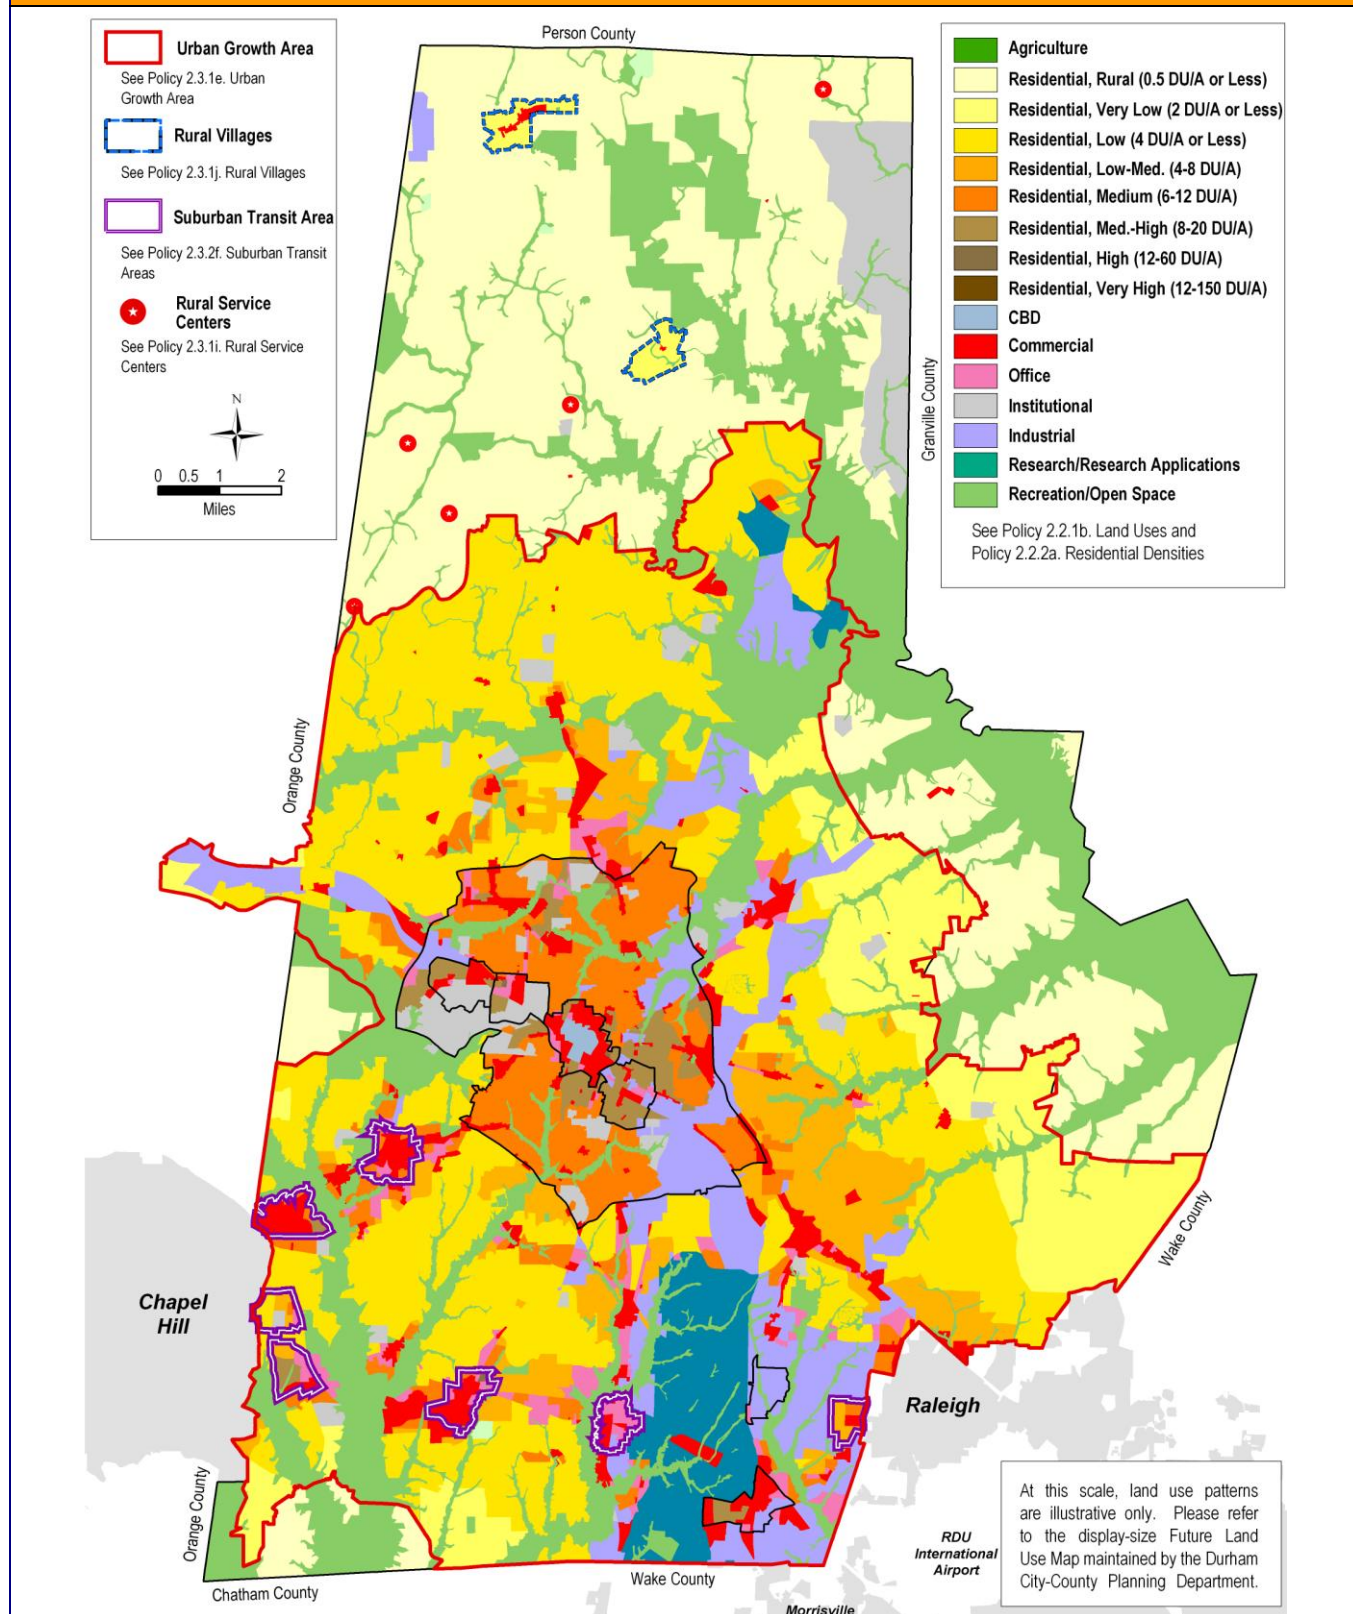 Urban Growth Area
See Policy 2.3.1e. Urban
Growth Area
Rural Villages
See Policy 2.3.1j. Rural Villages
Suburban Transit Area
See Policy 2.3.2f. Suburban Transit
Areas
Rural Service
Centers
See Policy 2.3.1i. Rural Service
Centers
N
0 0.5 1 2
Miles
Agriculture
Residential, Rural (0.5 DU/A or Less)
Residential, Very Low (2 DU/A or Less)
Residential, Low (4 DU/A or Less)
Residential, Low-Med. (4-8 DU/A)
Residential, Medium (6-12 DU/A)
Residential, Med.-High (8-20 DU/A)
Residential, High (12-60 DU/A)
Residential, Very High (12-150 DU/A)
CBD
Commercial
Office
Institutional
Industrial
Research/Research Applications
Recreation/Open Space
See Policy 2.2.1b. Land Uses and
Policy 2.2.2a. Residential Densities
Person County
Granville County
Orange County
Wake County
Chapel
Hill
Raleigh
Orange County
Chatham County
Wake County
RDU
International
Airport
Morrisville
At this scale, land use patterns
are illustrative only. Please refer
to the display-size Future Land
Use Map maintained by the Durham
City-County Planning Department.